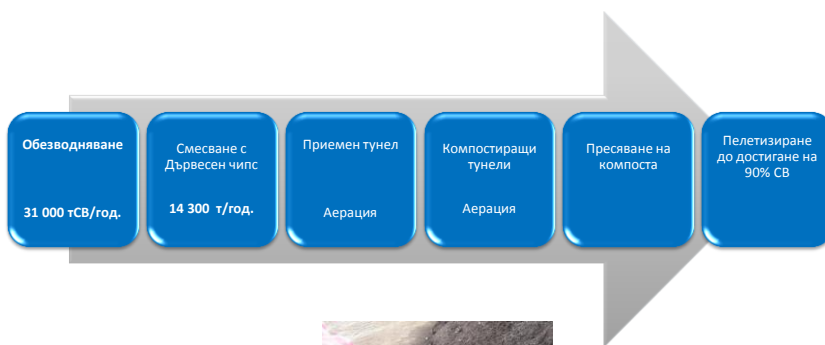 Обезводняване
31 000 тСВ/год.
Смесване с
Дървесен чипс
14 300 т/год.
Приемен тунел
Аерация
Компостиращи
тунели
Аерация
Пресяване на
компоста
Пелетизиране
до достигане на
90% СВ